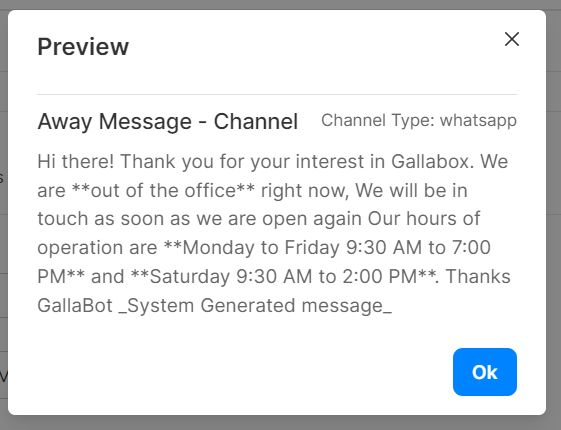 Preview
Away Message - Channel Channel Type: whatsapp
Hi there! Thank you for your interest in Gallabox. We
are **out of the office** right now, We will be in
touch as soon as we are open again Our hours of
operation are **Monday to Friday 9:30 AM to 7:00
PM** and **Saturday 9:30 AM to 2:00 PM**. Thanks
GallaBot _System Generated message_
Ok